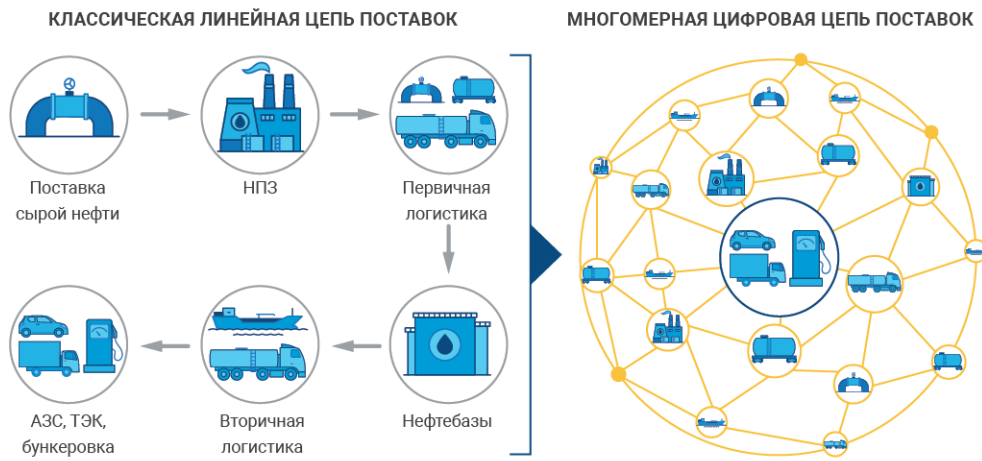 КЛАССИЧЕСКАЯ ЛИНЕЙНАЯ ЦЕПЬ ПОСТАВОК
МНОГОМЕРНАЯ ЦИФРОВАЯ ЦЕПЬ ПОСТАВОК
Поставка
сырой нефти
НПЗ
Первичная
логистика
АЗС, ТЭК,
бункеровка
Вторичная
логистика
Нефтебазы